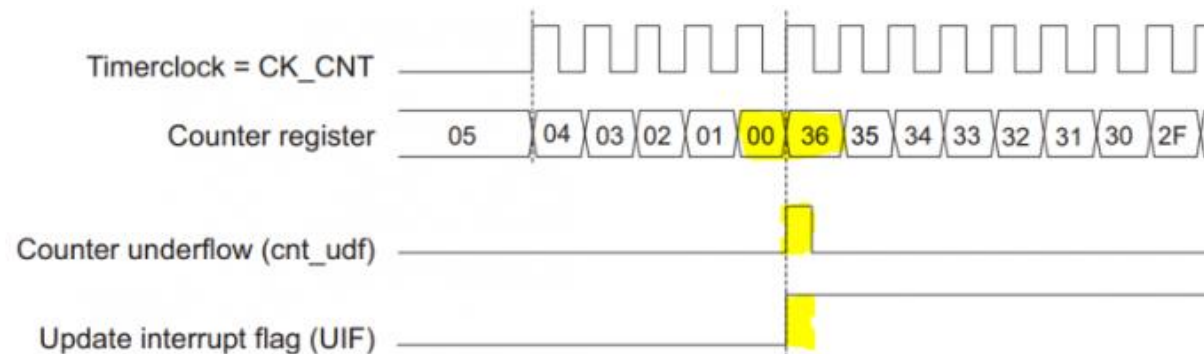 Timerclock = CK_CNT
Counter register 05 04 03 02 01 00 36 35 34 33 32 31 30 2F
Counter underflow (cnt_udf)
Update interrupt flag (UIF)